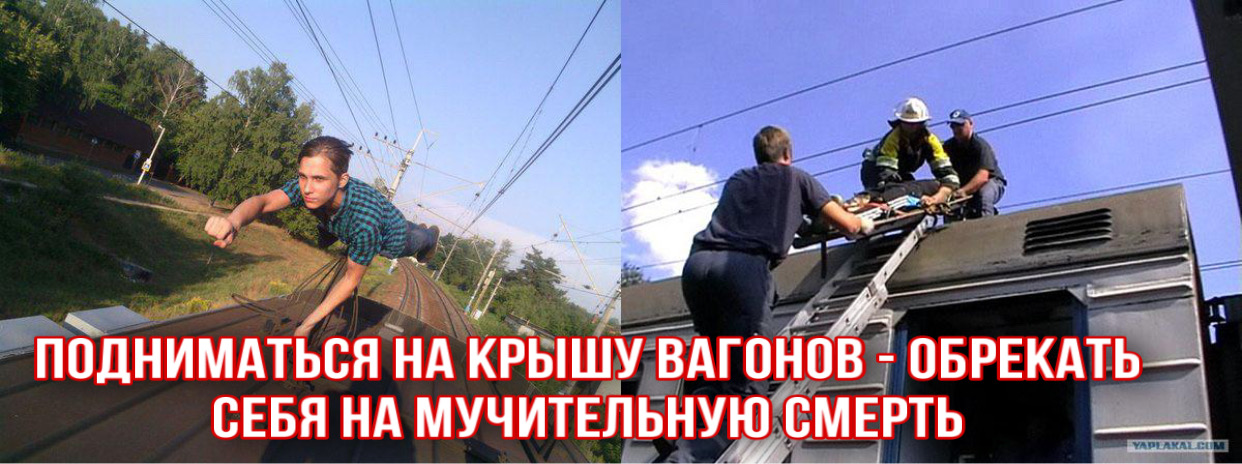 ПОДНИМАТЬСЯ НА КРЫШУ ВАГОНОВ - ОБРЕКАТЬ
СЕБЯ НА МУЧИТЕЛЬНУЮ СМЕРТЬ
YAPLAKAL.COM